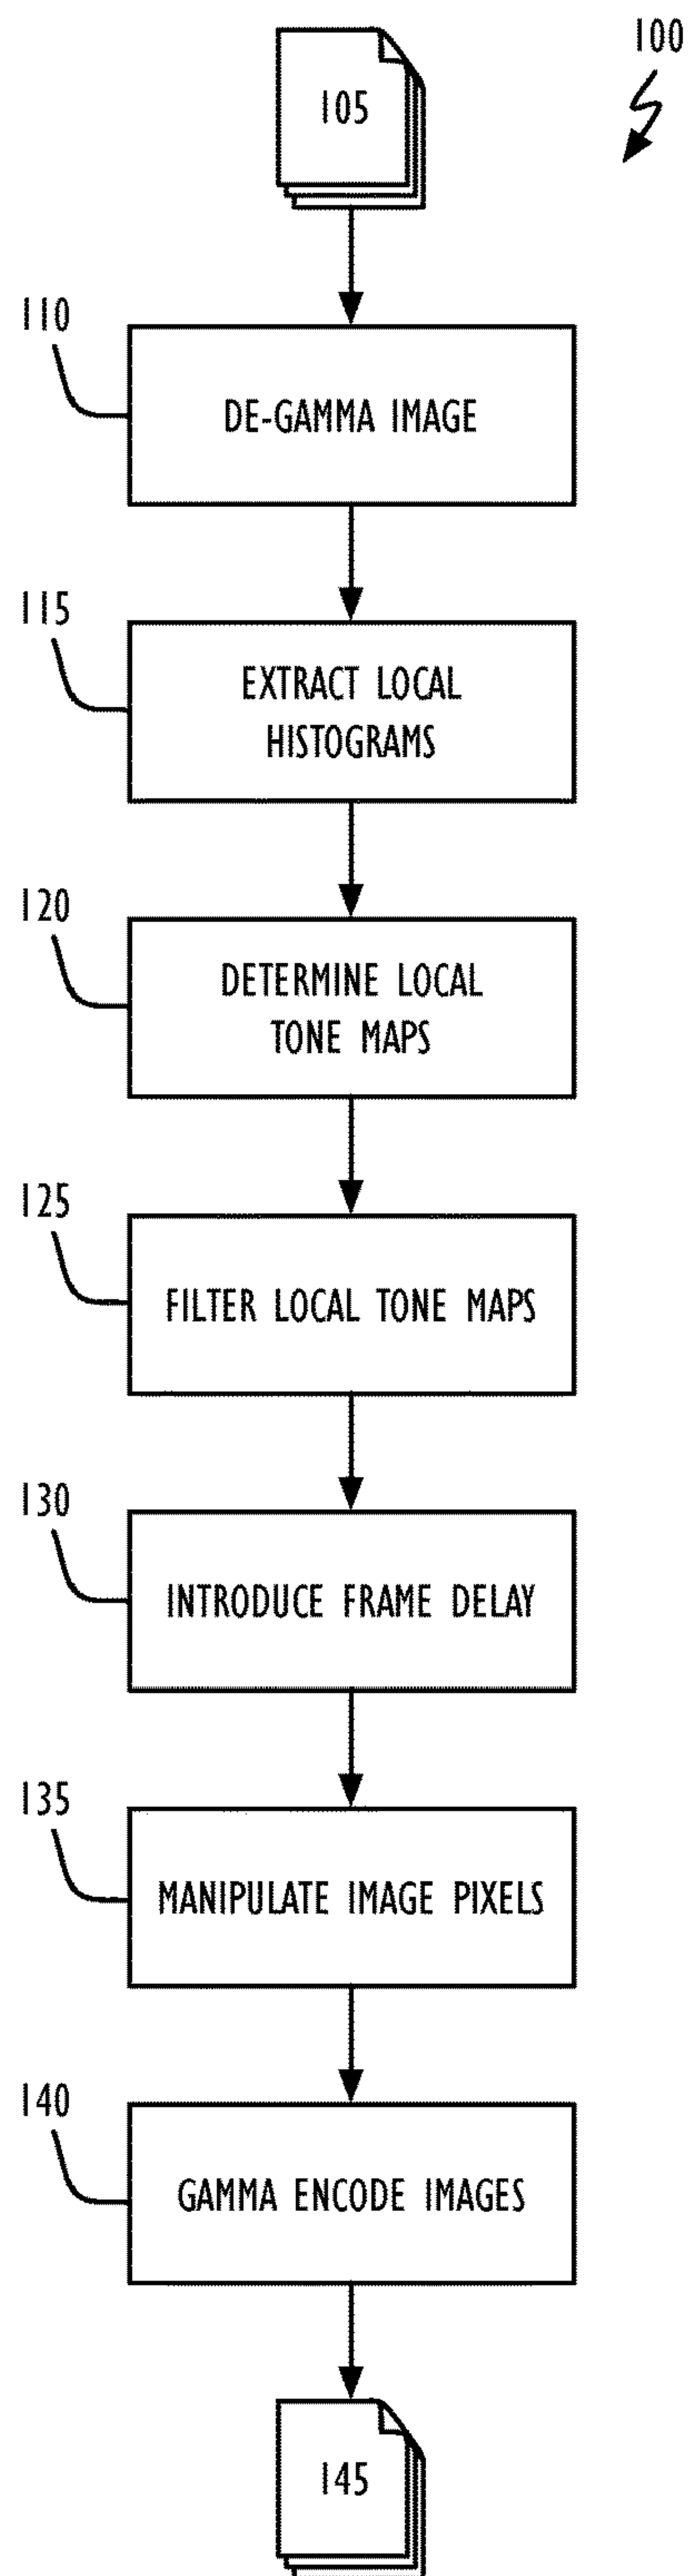 100
105
110
DE-GAMMA IMAGE
115
EXTRACT LOCAL
HISTOGRAMS
120
DETERMINE LOCAL
TONE MAPS
125
FILTER LOCAL TONE MAPS
130
INTRODUCE FRAME DELAY
135
MANIPULATE IMAGE PIXELS
140
GAMMA ENCODE IMAGES
145